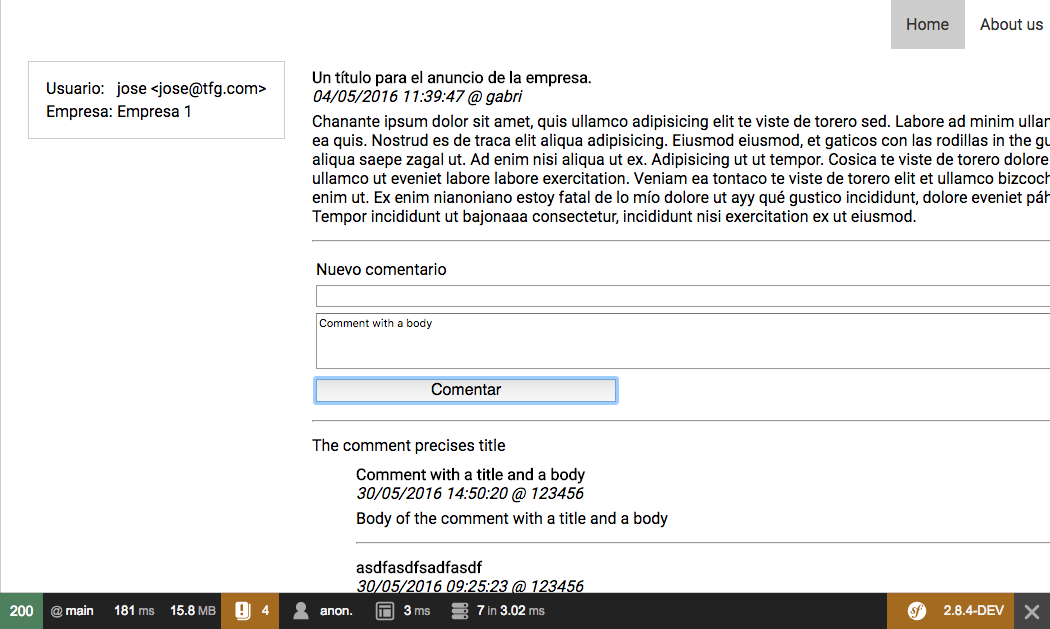 Home About us
Usuario: jose <jose@tfg.com>
Empresa: Empresa 1
Un título para el anuncio de la empresa.
04/05/2016 11:39:47 @ gabri
Chanante ipsum dolor sit amet, quis ullamco adipisicing elit te viste de torero sed. Labore ad minim ullam
ea quis. Nostrud es de traca elit aliqua adipisicing. Eiusmod eiusmod, et gaticos con las rodillas in the gu
aliqua saepe zagal ut. Ad enim nisi aliqua ut ex. Adipisicing ut ut tempor. Cosica te viste de torero dolore
ullamco ut eveniet labore labore exercitation. Veniam ea tontaco te viste de torero elit et ullamco bizcoch
enim ut. Ex enim nianoniano estoy fatal de lo mío dolore ut ayy qué gustico incididunt, dolore eveniet páh
Tempor incididunt ut bajonaaa consectetur, incididunt nisi exercitation ex ut eiusmod.
Nuevo comentario
Comment with a body
Comentar
The comment precises title
Comment with a title and a body
30/05/2016 14:50:20 @ 123456
Body of the comment with a title and a body
asdfasdfsadfasdf
30/05/2016 09:25:23 @ 123456
200 @ main 181 ms 15.8 MB 4 anon. 3 ms 7 in 3.02 ms sf 2.8.4-DEV